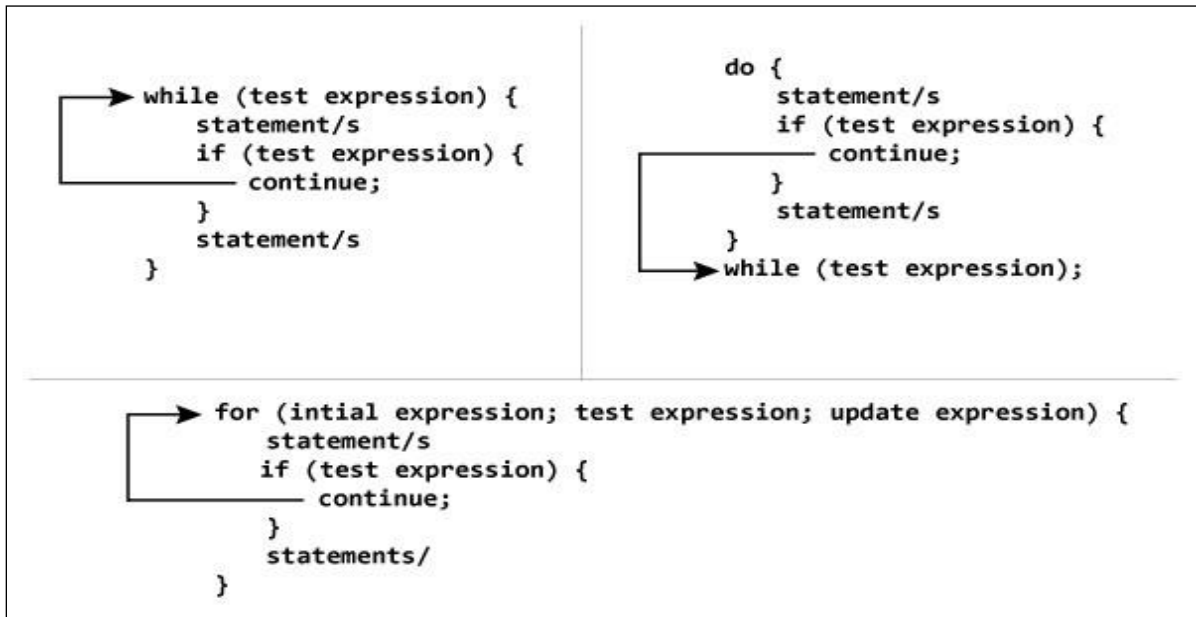 while (test expression) {
statement/s
if (test expression) {
continue;
}
statement/s
}
do {
statement/s
if (test expression) {
continue;
}
statement/s
}
while (test expression);
for (intial expression; test expression; update expression) {
statement/s
if (test expression) {
continue;
}
statements/
}